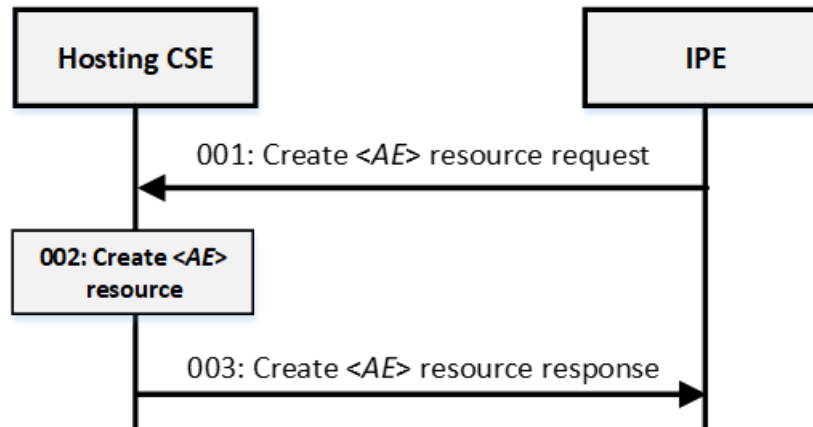 Hosting CSE
IPE
001: Create <AE> resource request
002: Create <AE>
resource
003: Create <AE> resource response